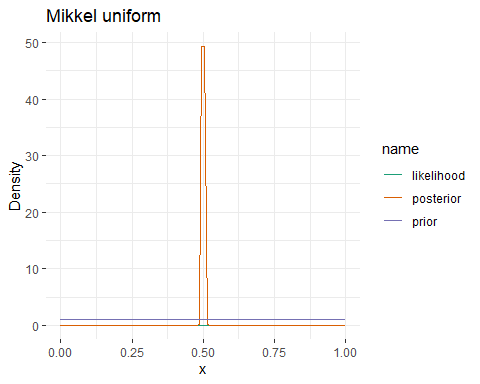 Mikkel uniform
50
40
30
20
10
0
Density
0.00 0.25 0.50 0.75 1.00
x
name
likelihood
posterior
prior